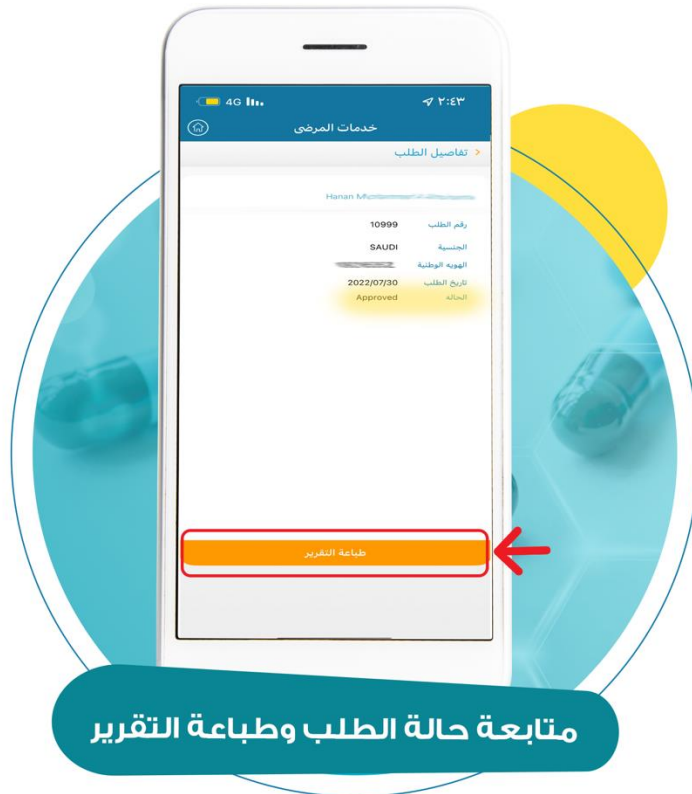 4G ٢:٤٣
خدمات المرضى
تفاصيل الطلب
Hanan
رقم الطلب 10999
الجنسية SAUDI
الهويه الوطنية
تاريخ الطلب 2022/07/30
الحاله Approved
طباعة التقرير
متابعة حالة الطلب وطباعة التقرير